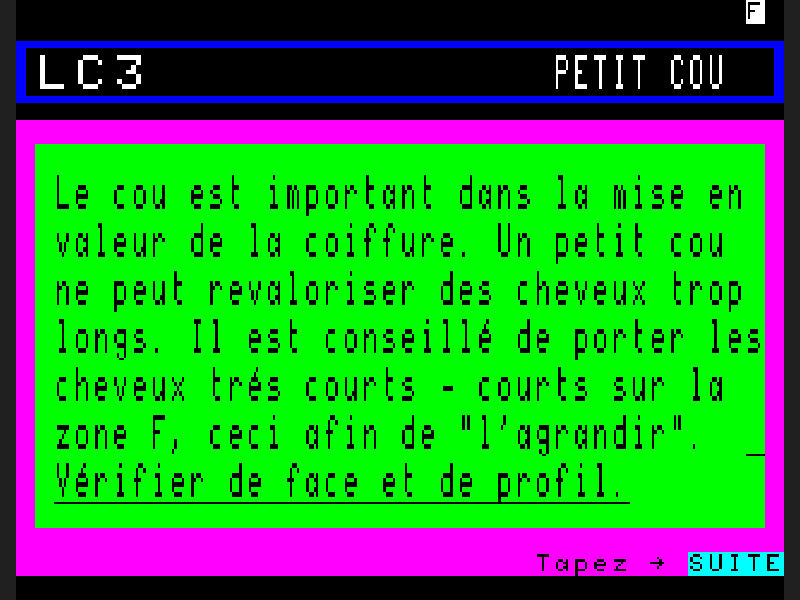 F
LC3 PETIT COU
Le cou est important dans la mise en
valeur de la coiffure. Un petit cou
ne peut revaloriser des cheveux trop
longs. Il est conseillé de porter les
cheveux trés courts - courts sur la
zone F, ceci afin de "l'agrandir".
Vérifier de face et de profil.
Tapez → SUITE